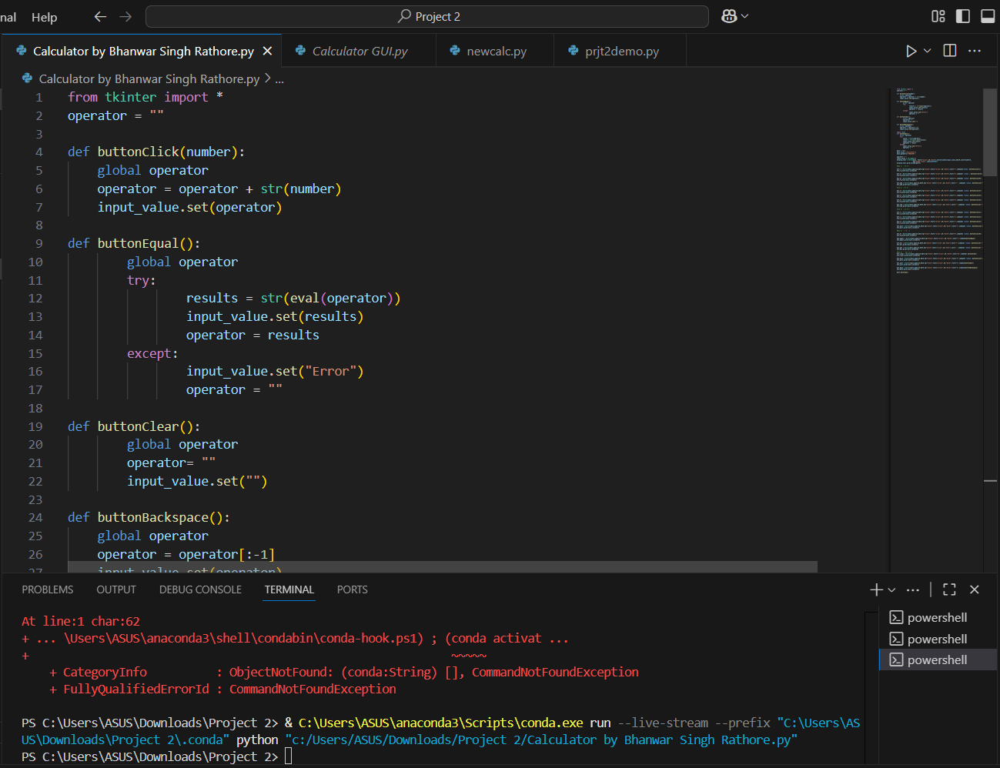 nal Help Project 2
Calculator by Bhanwar Singh Rathore.py Calculator GUI.py newcalc.py prjt2demo.py
Calculator by Bhanwar Singh Rathore.py > ...
1 from tkinter import *
2 operator = ""
3
4 def buttonClick(number):
5 global operator
6 operator = operator + str(number)
7 input_value.set(operator)
8
9 def buttonEqual():
10 global operator
11 try:
12 results = str(eval(operator))
13 input_value.set(results)
14 operator = results
15 except:
16 input_value.set("Error")
17 operator = ""
18
19 def buttonClear():
20 global operator
21 operator= ""
22 input_value.set("")
23
24 def buttonBackspace():
25 global operator
26 operator = operator[:-1]
27 input_value.set(operator)
PROBLEMS OUTPUT DEBUG CONSOLE TERMINAL PORTS
At line:1 char:62
+ ... \Users\ASUS\anaconda3\shell\condabin\conda-hook.ps1) ; (conda activat ...
+ ~~~~~
+ CategoryInfo : ObjectNotFound: (conda:String) [], CommandNotFoundException
+ FullyQualifiedErrorId : CommandNotFoundException
PS C:\Users\ASUS\Downloads\Project 2> & C:\Users\ASUS\anaconda3\Scripts\conda.exe run --live-stream --prefix "C:\Users\AS
US\Downloads\Project 2\.conda" python "c:/Users/ASUS/Downloads/Project 2/Calculator by Bhanwar Singh Rathore.py"
PS C:\Users\ASUS\Downloads\Project 2>
powershell
powershell
powershell